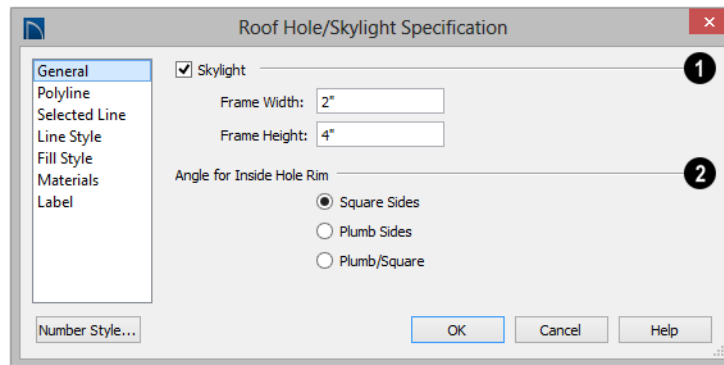 Roof Hole/Skylight Specification
General
Polyline
Selected Line
Line Style
Fill Style
Materials
Label
Skylight
1
Frame Width: 2"
Frame Height: 4"
Angle for Inside Hole Rim
2
Square Sides
Plumb Sides
Plumb/Square
Number Style...
OK Cancel Help